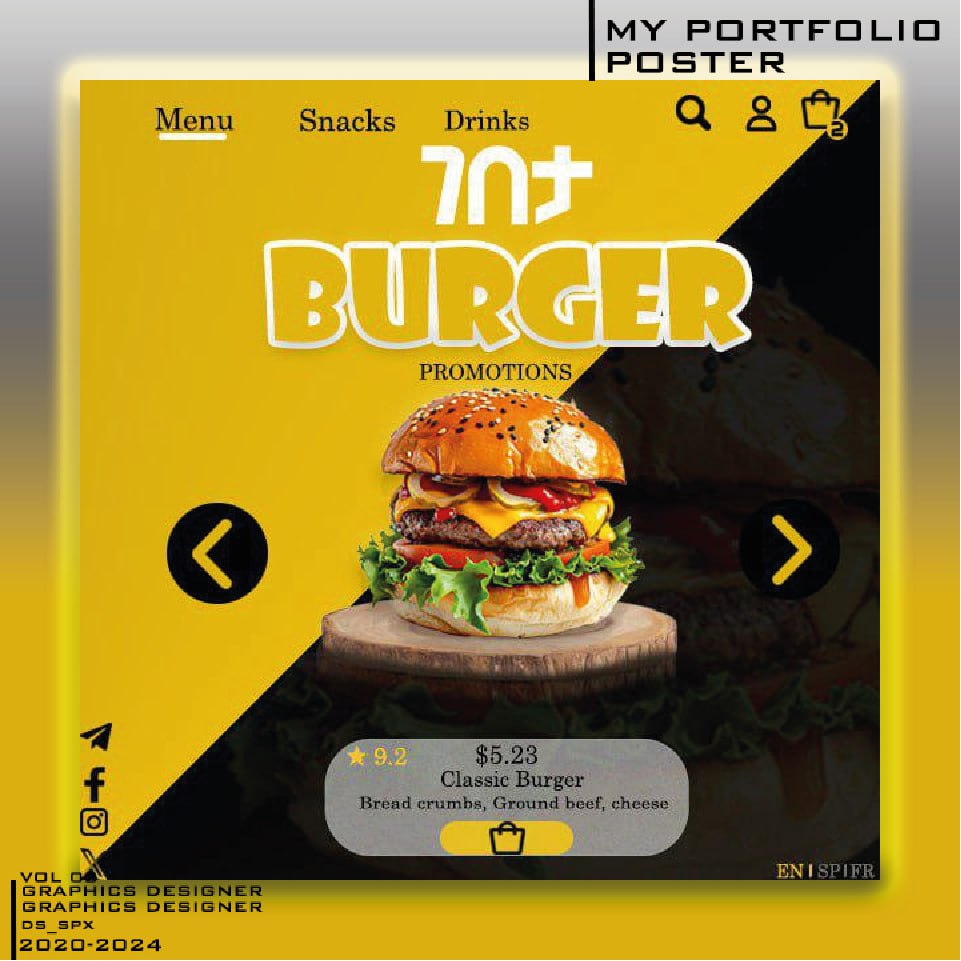 MY PORTFOLIO
POSTER
Menu Snacks Drinks
2
BURGER
PROMOTIONS
9.2 $5.23
Classic Burger
Bread crumbs, Ground beef, cheese
EN|SP|FR
VOL
GRAPHICS DESIGNER
GRAPHICS DESIGNER
DS_SPX
2020-2024